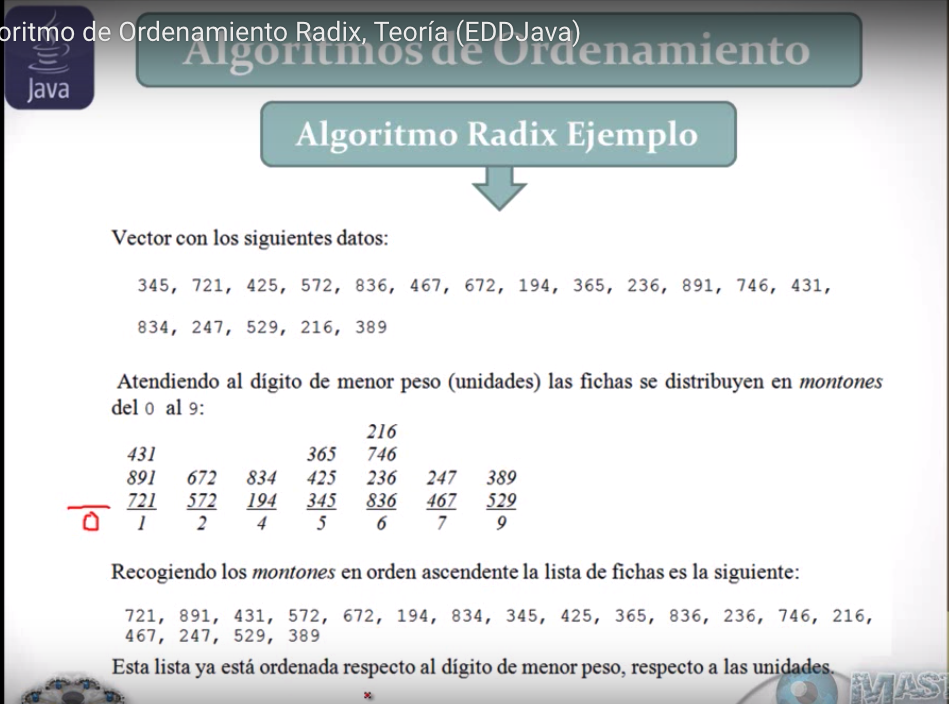 oritmo de Ordenamiento Radix, Teoría (EDDJava)
Java
Algoritmos de Ordenamiento
Algoritmo Radix Ejemplo
Vector con los siguientes datos:
345, 721, 425, 572, 836, 467, 672, 194, 365, 236, 891, 746, 431,
834, 247, 529, 216, 389
Atendiendo al dígito de menor peso (unidades) las fichas se distribuyen en montones
del 0 al 9:
216
431 365 746
891 672 834 425 236 247 389
721 572 194 345 836 467 529
0 1 2 4 5 6 7 9
Recogiendo los montones en orden ascendente la lista de fichas es la siguiente:
721, 891, 431, 572, 672, 194, 834, 345, 425, 365, 836, 236, 746, 216,
467, 247, 529, 389
Esta lista ya está ordenada respecto al dígito de menor peso, respecto a las unidades.
MAST